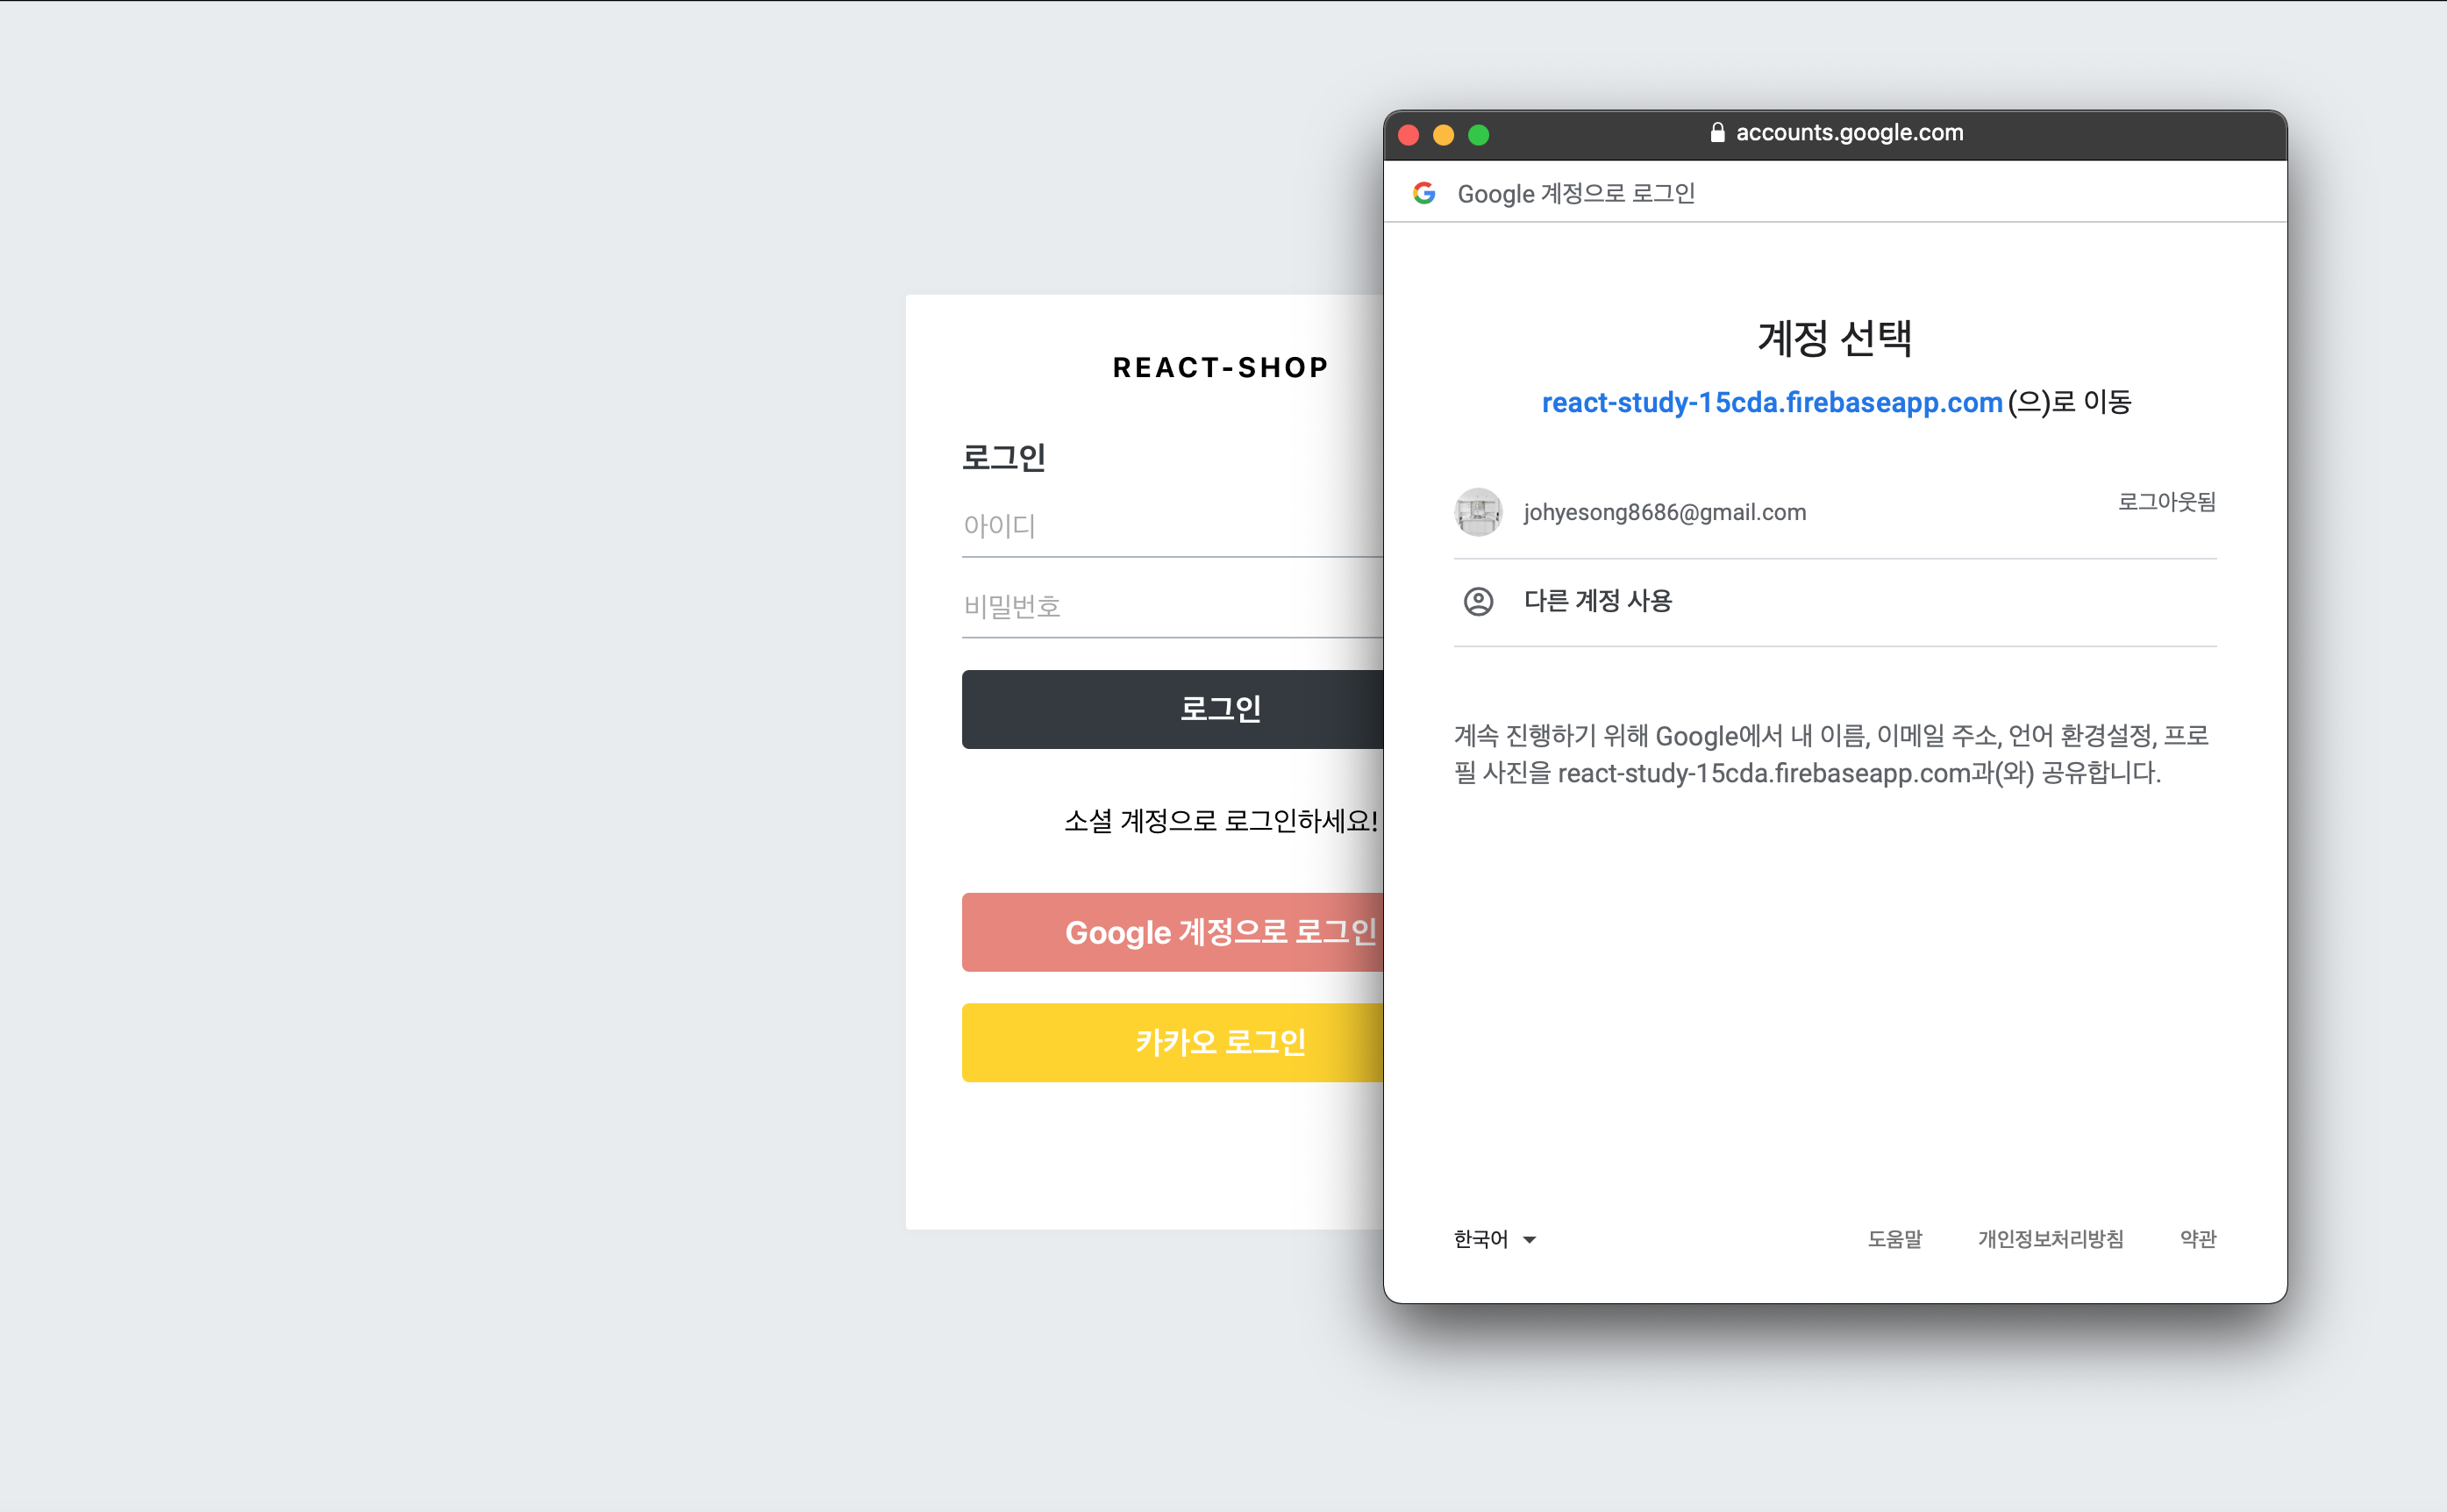 REACT-SHOP
로그인
아이디
비밀번호
로그인
소셜 계정으로 로그인하세요!
Google 계정으로 로그인
카카오 로그인
accounts.google.com
Google 계정으로 로그인
계정 선택
react-study-15cda.firebaseapp.com(으)로 이동
johyesong8686@gmail.com 로그아웃됨
다른 계정 사용
계속 진행하기 위해 Google에서 내 이름, 이메일 주소, 언어 환경설정, 프로
필 사진을 react-study-15cda.firebaseapp.com과(와) 공유합니다.
한국어 도움말 개인정보처리방침 약관